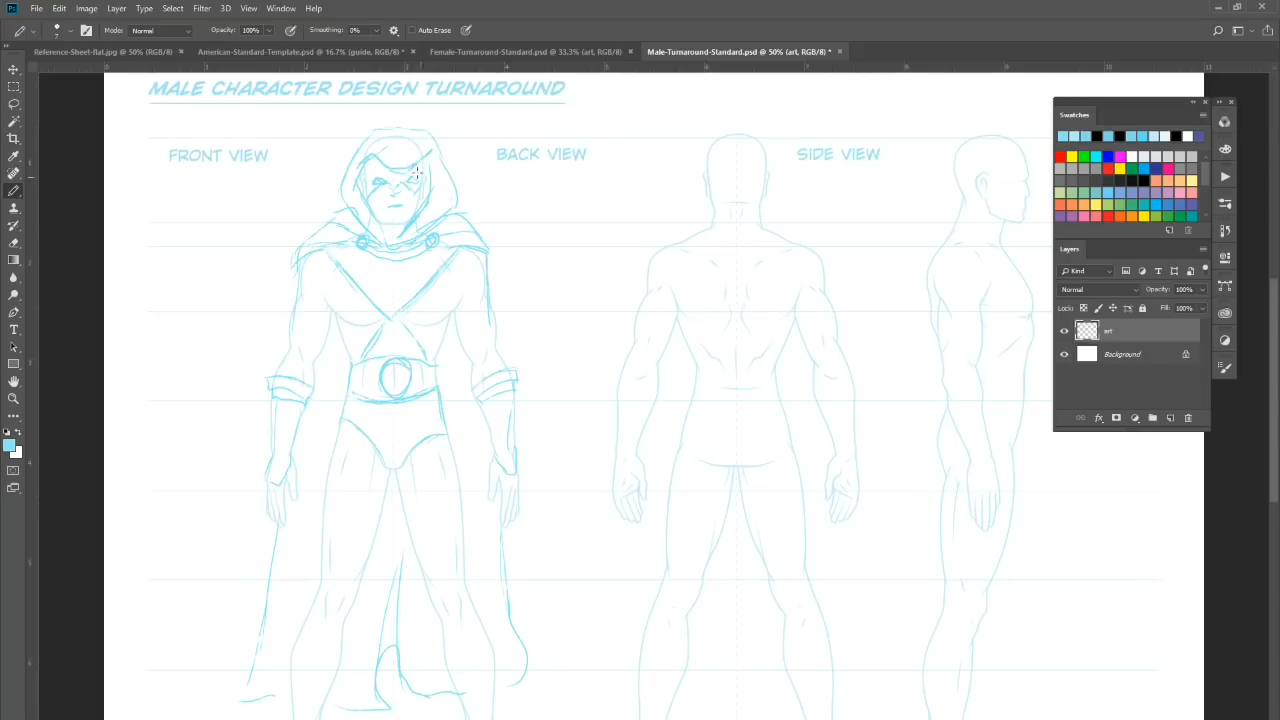 Ps File Edit Image Layer Type Select Filter 3D View Window Help
Mode: Normal Opacity: 100% Smoothing: 0% Auto Erase
Reference-Sheet-flat.jpg @ 50% (RGB/8) × American-Standard-Template.psd @ 16.7% (guide, RGB/8) * × Female-Turnaround-Standard.psd @ 33.3% (art, RGB/8) × Male-Turnaround-Standard.psd @ 50% (art, RGB/8) * ×
MALE CHARACTER DESIGN TURNAROUND
FRONT VIEW BACK VIEW SIDE VIEW
Swatches
Layers
Kind
Normal Opacity: 100%
Lock: Fill: 100%
art
Background
fx